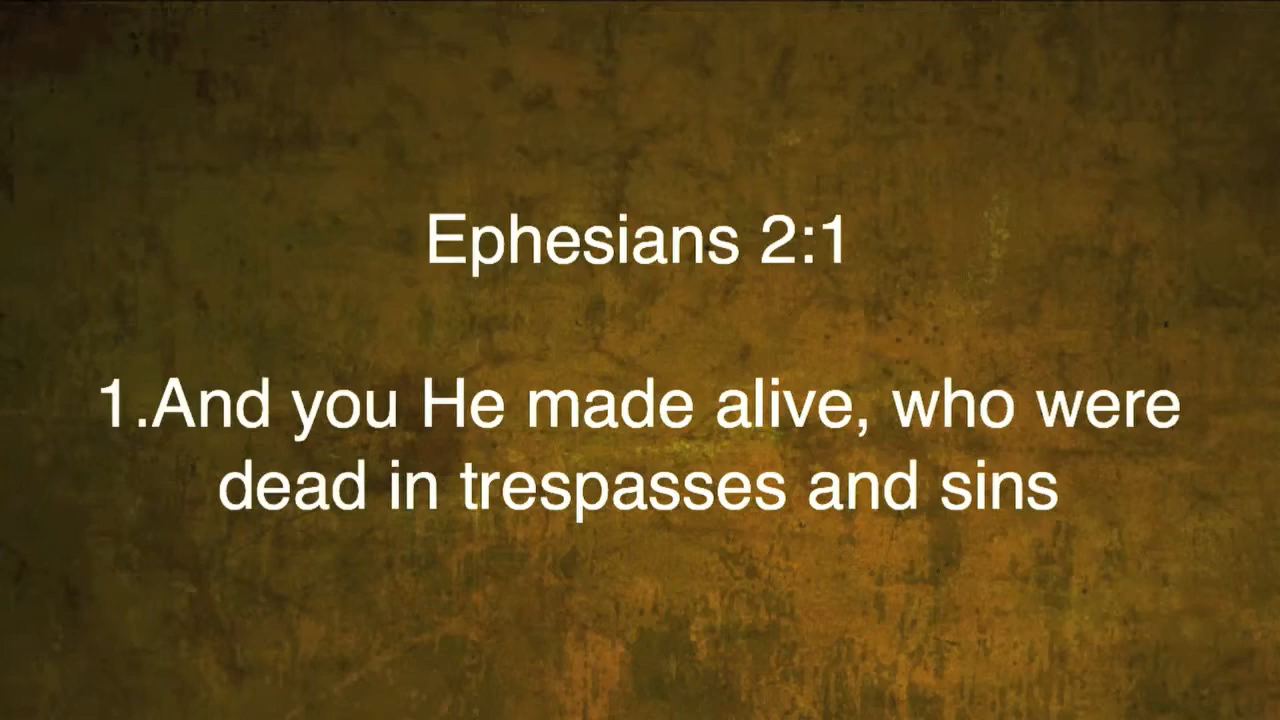 Ephesians 2:1
1.And you He made alive, who were
dead in trespasses and sins